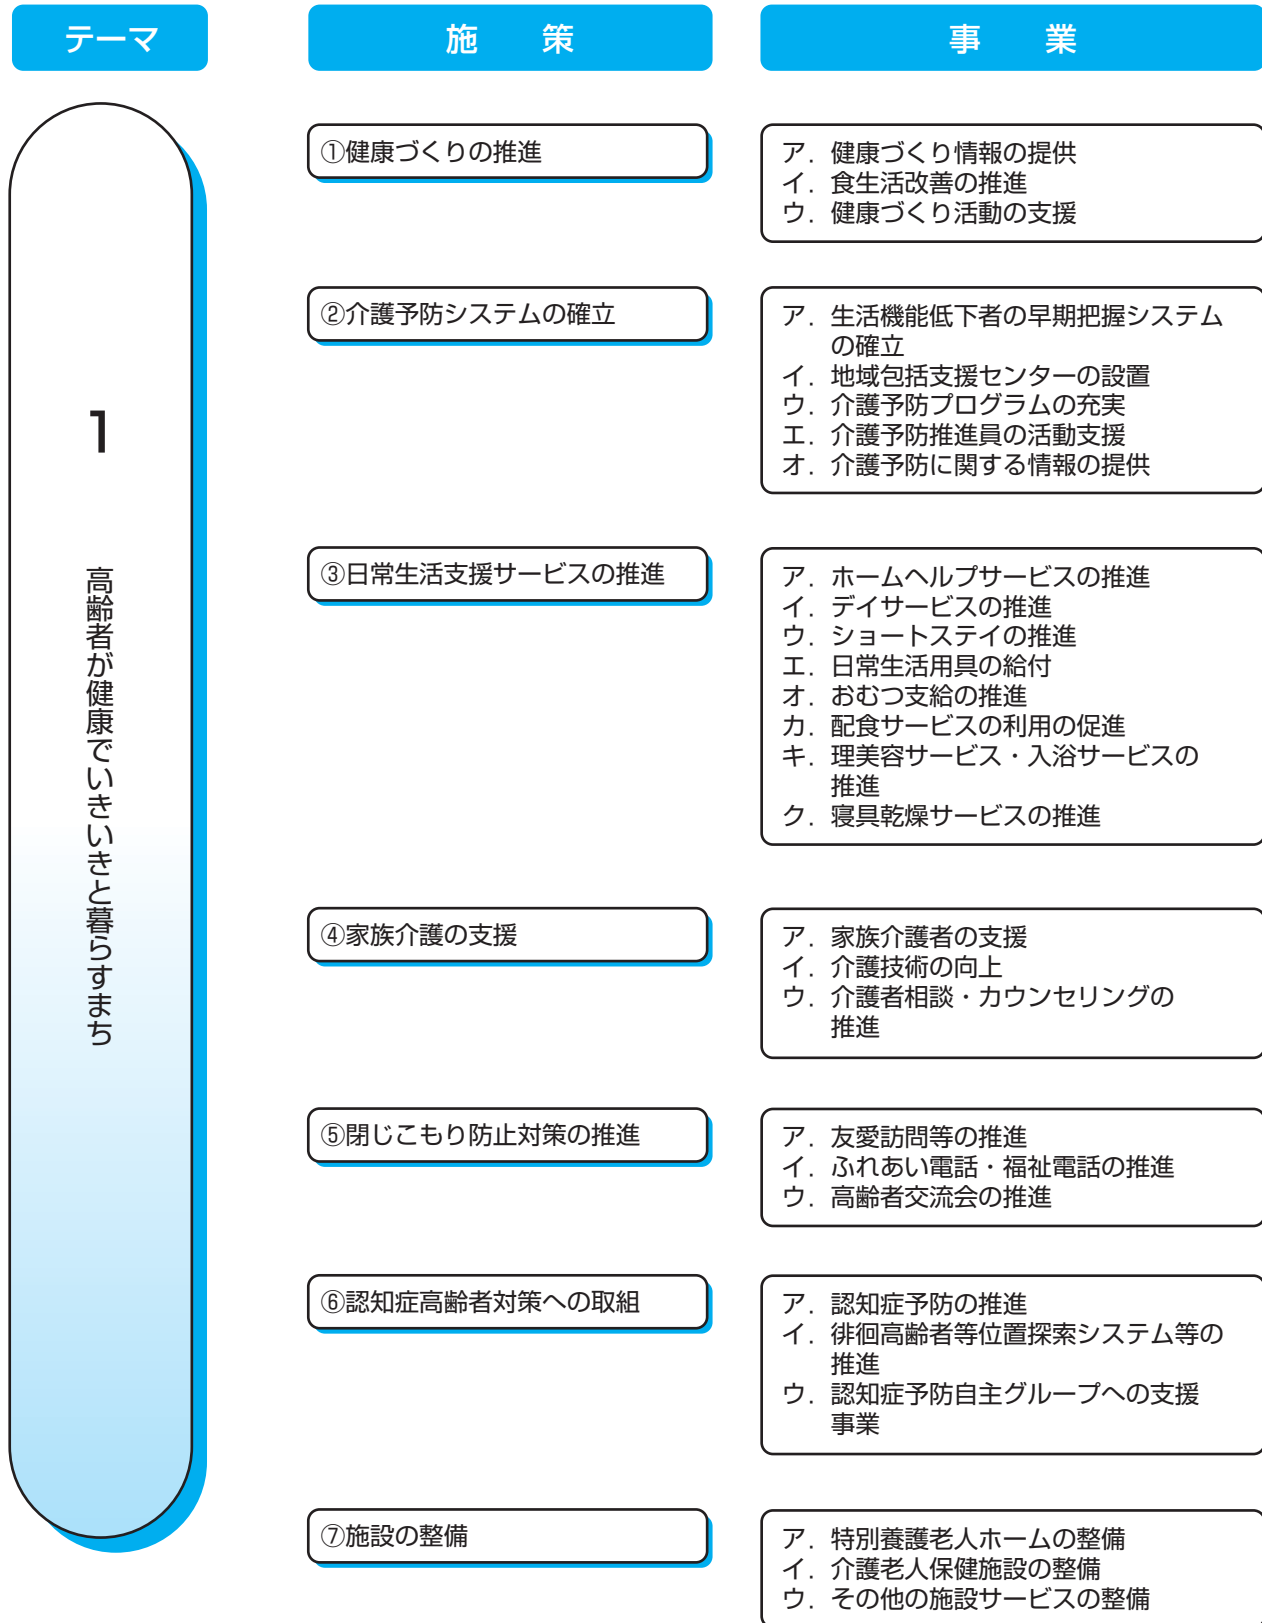 テーマ
施　策
事　業
1
高齢者が健康でいきいきと暮らすまち
①健康づくりの推進
ア．健康づくり情報の提供
イ．食生活改善の推進
ウ．健康づくり活動の支援
②介護予防システムの確立
ア．生活機能低下者の早期把握システム
の確立
イ．地域包括支援センターの設置
ウ．介護予防プログラムの充実
エ．介護予防推進員の活動支援
オ．介護予防に関する情報の提供
③日常生活支援サービスの推進
ア．ホームヘルプサービスの推進
イ．デイサービスの推進
ウ．ショートステイの推進
エ．日常生活用具の給付
オ．おむつ支給の推進
カ．配食サービスの利用の促進
キ．理美容サービス・入浴サービスの
推進
ク．寝具乾燥サービスの推進
④家族介護の支援
ア．家族介護者の支援
イ．介護技術の向上
ウ．介護者相談・カウンセリングの
推進
⑤閉じこもり防止対策の推進
ア．友愛訪問等の推進
イ．ふれあい電話・福祉電話の推進
ウ．高齢者交流会の推進
⑥認知症高齢者対策への取組
ア．認知症予防の推進
イ．徘徊高齢者等位置探索システム等の
推進
ウ．認知症予防自主グループへの支援
事業
⑦施設の整備
ア．特別養護老人ホームの整備
イ．介護老人保健施設の整備
ウ．その他の施設サービスの整備